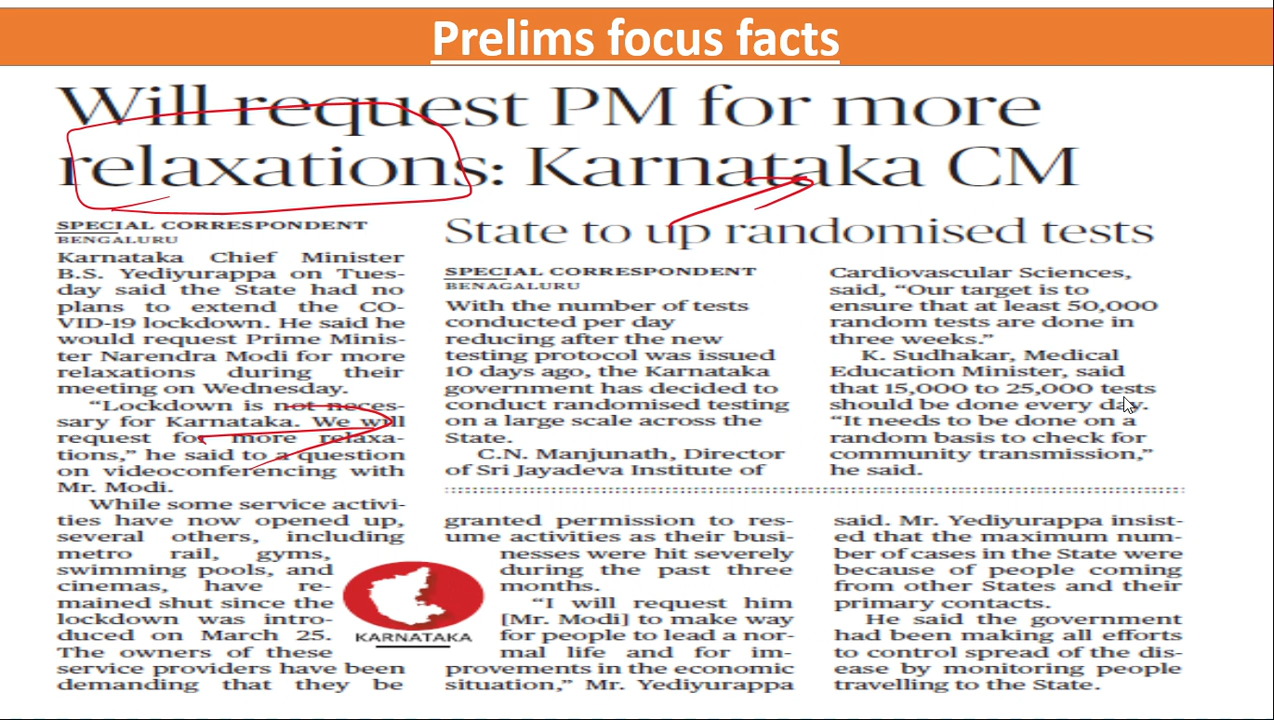 Prelims focus facts
Will request PM for more
relaxations: Karnataka CM
SPECIAL CORRESPONDENT
BENGALURU
Karnataka Chief Minister
B.S. Yediyurappa on Tues-
day said the State had no
plans to extend the CO-
VID-19 lockdown. He said he
would request Prime Minis-
ter Narendra Modi for more
relaxations during their
meeting on Wednesday.
“Lockdown is not neces-
sary for Karnataka. We will
request for more relaxa-
tions,” he said to a question
on videoconferencing with
Mr. Modi.
While some service activi-
ties have now opened up,
several others, including
metro rail, gyms,
swimming pools, and
cinemas, have re-
mained shut since the
lockdown was intro-
duced on March 25.
The owners of these
service providers have been
demanding that they be
KARNATAKA
State to up randomised tests
SPECIAL CORRESPONDENT
BENAGALURU
With the number of tests
conducted per day
reducing after the new
testing protocol was issued
10 days ago, the Karnataka
government has decided to
conduct randomised testing
on a large scale across the
State.
C.N. Manjunath, Director
of Sri Jayadeva Institute of
Cardiovascular Sciences,
said, “Our target is to
ensure that at least 50,000
random tests are done in
three weeks.”
K. Sudhakar, Medical
Education Minister, said
that 15,000 to 25,000 tests
should be done every day.
“It needs to be done on a
random basis to check for
community transmission,”
he said.
granted permission to res-
ume activities as their busi-
nesses were hit severely
during the past three
months.
“I will request him
[Mr. Modi] to make way
for people to lead a nor-
mal life and for im-
provements in the economic
situation,” Mr. Yediyurappa
said. Mr. Yediyurappa insist-
ed that the maximum num-
ber of cases in the State were
because of people coming
from other States and their
primary contacts.
He said the government
had been making all efforts
to control spread of the dis-
ease by monitoring people
travelling to the State.